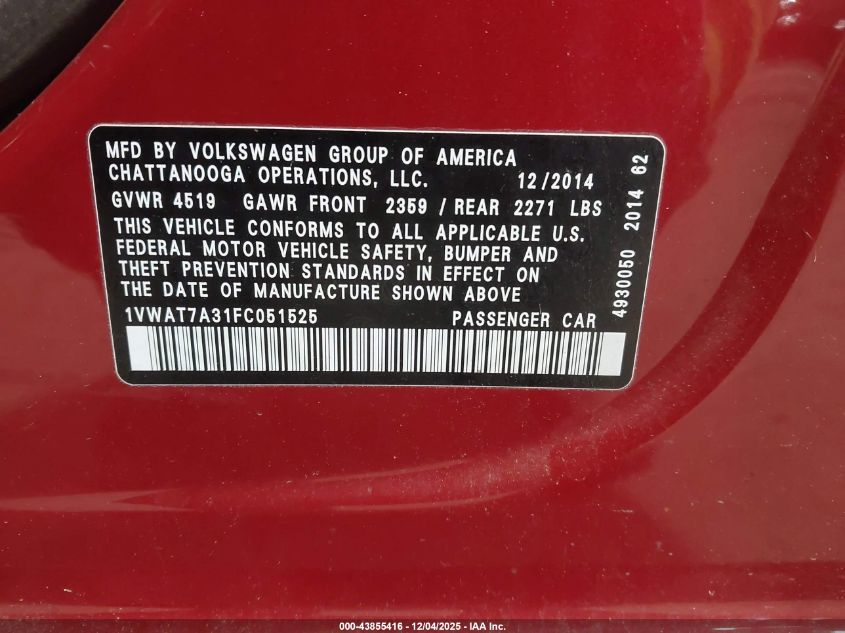 MFD BY VOLKSWAGEN GROUP OF AMERICA
CHATTANOOGA OPERATIONS, LLC. 12/2014
GVWR 4519 GAWR FRONT 2359 / REAR 2271 LBS
THIS VEHICLE CONFORMS TO ALL APPLICABLE U.S.
FEDERAL MOTOR VEHICLE SAFETY, BUMPER AND
THEFT PREVENTION STANDARDS IN EFFECT ON
THE DATE OF MANUFACTURE SHOWN ABOVE
1VWAT7A31FC051525 PASSENGER CAR
4930050 2014 62
000-43855416 - 12/04/2025 - IAA Inc.